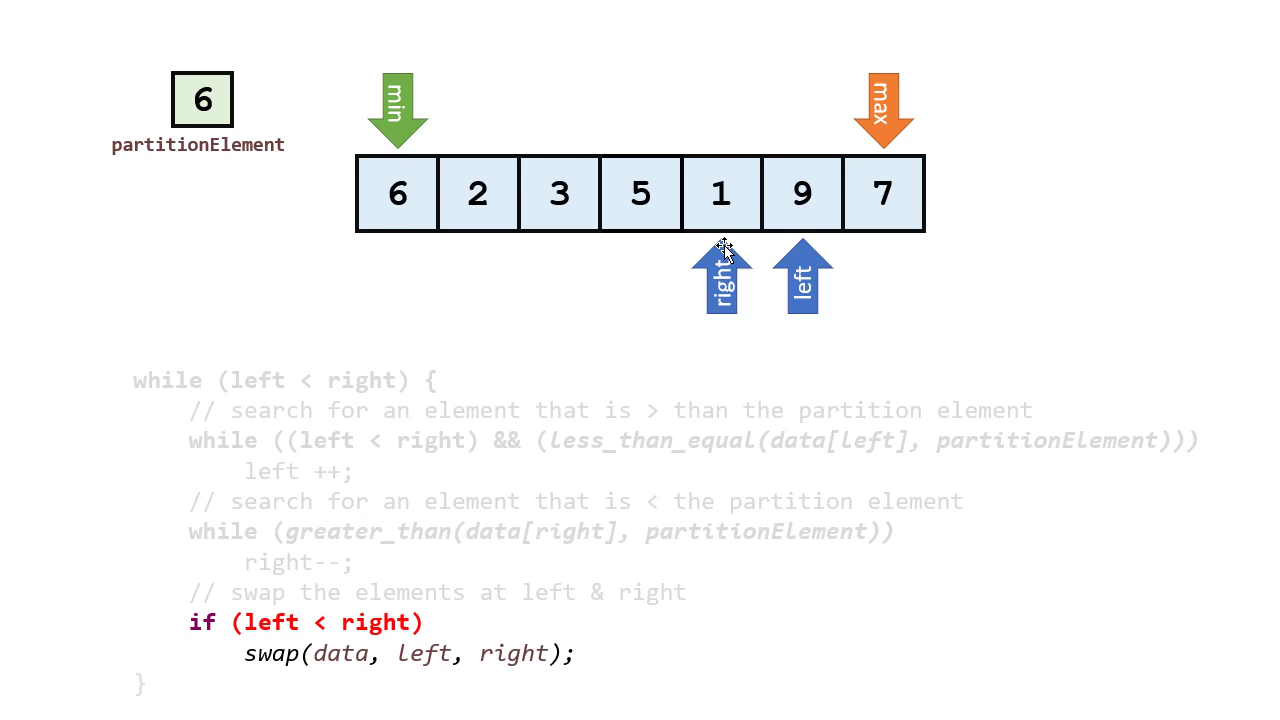 6
partitionElement
min
max
6 2 3 5 1 9 7
right
left
while (left < right) {
// search for an element that is > than the partition element
while ((left < right) && (less_than_equal(data[left], partitionElement)))
left ++;
// search for an element that is < the partition element
while (greater_than(data[right], partitionElement))
right--;
// swap the elements at left & right
if (left < right)
swap(data, left, right);
}